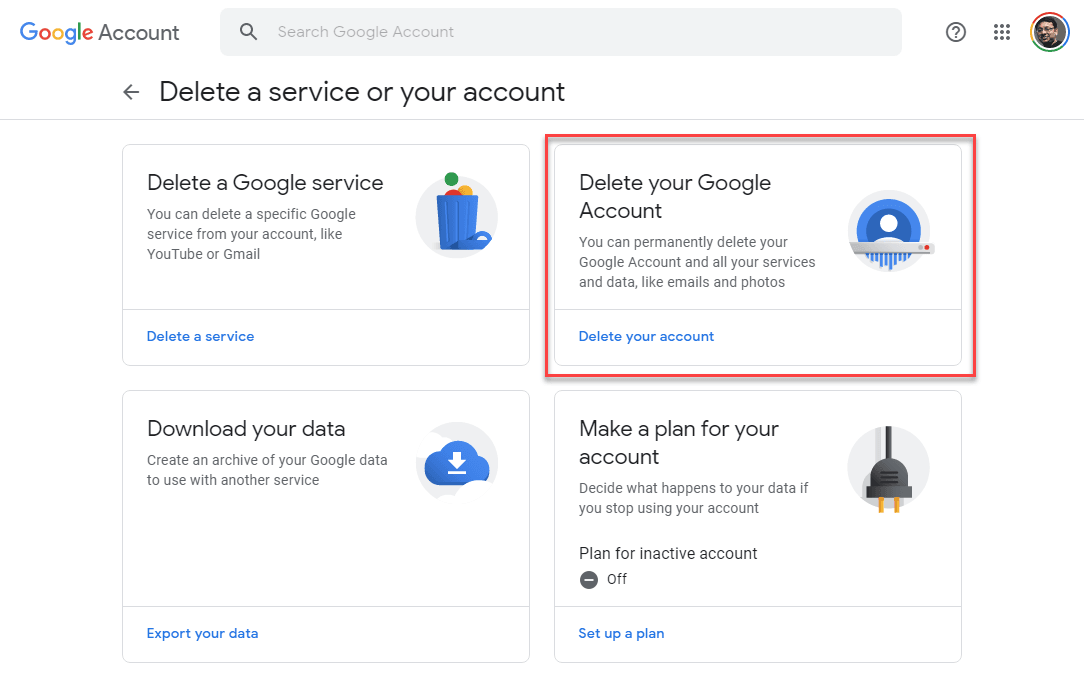 Google Account
Search Google Account
Delete a service or your account
Delete a Google service
You can delete a specific Google
service from your account, like
YouTube or Gmail
Delete a service
Delete your Google
Account
You can permanently delete your
Google Account and all your services
and data, like emails and photos
Delete your account
Download your data
Create an archive of your Google data
to use with another service
Export your data
Make a plan for your
account
Decide what happens to your data if
you stop using your account
Plan for inactive account
Off
Set up a plan